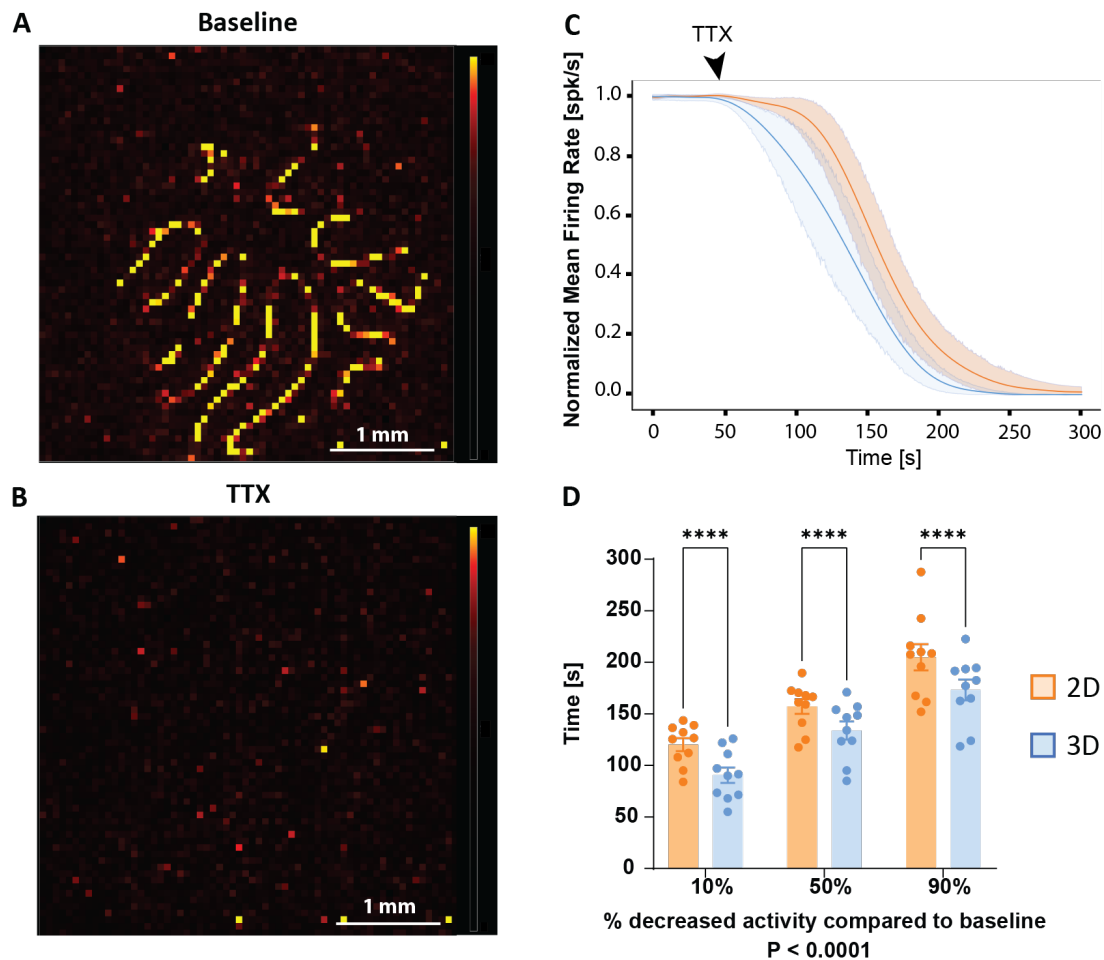 A
Baseline
1 mm
B
TTX
1 mm
C
TTX
Normalized Mean Firing Rate [spk/s]
1.0
0.8
0.6
0.4
0.2
0.0
0 50 100 150 200 250 300
Time [s]
D
**** **** ****
Time [s]
300
250
200
150
100
50
0
10% 50% 90%
% decreased activity compared to baseline
P < 0.0001
2D
3D